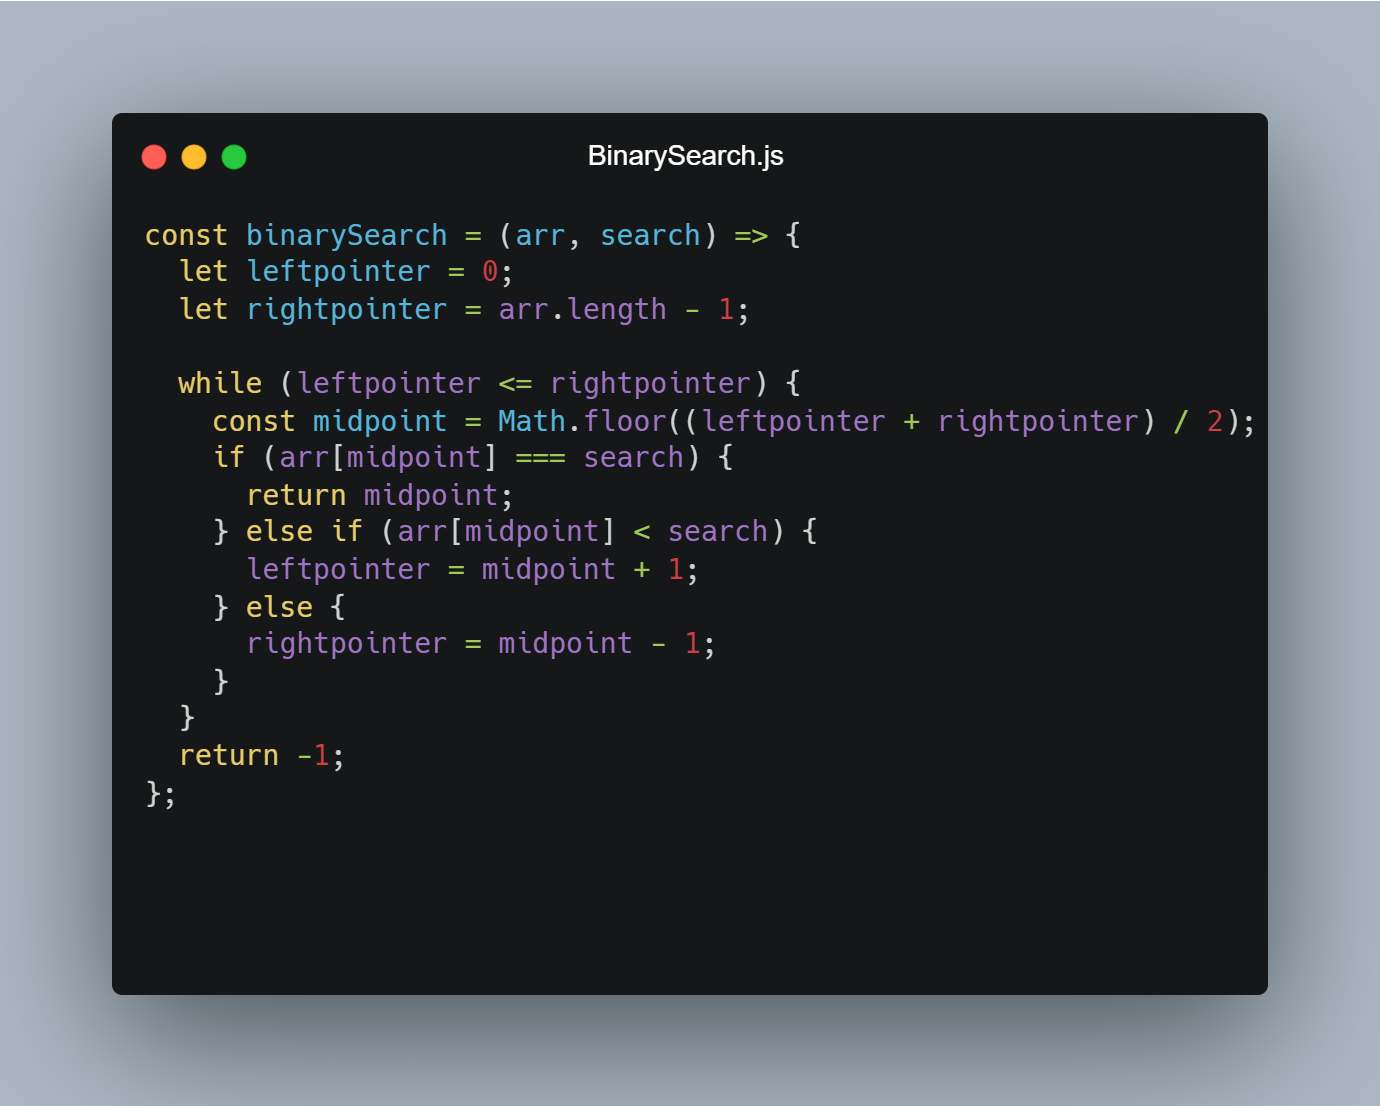 BinarySearch.js
const binarySearch = (arr, search) => {
  let leftpointer = 0;
  let rightpointer = arr.length - 1;

  while (leftpointer <= rightpointer) {
    const midpoint = Math.floor((leftpointer + rightpointer) / 2);
    if (arr[midpoint] === search) {
      return midpoint;
    } else if (arr[midpoint] < search) {
      leftpointer = midpoint + 1;
    } else {
      rightpointer = midpoint - 1;
    }
  }
  return -1;
};